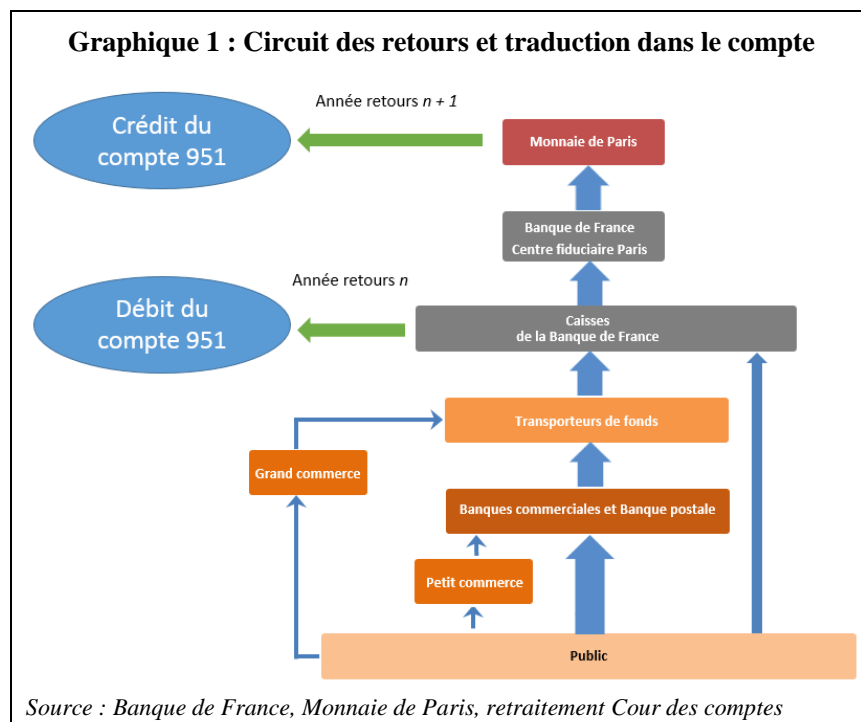 Graphique 1 : Circuit des retours et traduction dans le compte
Crédit du
compte 951
Année retours n + 1
Monnaie de Paris
Banque de France
Centre fiduciaire Paris
Débit du
compte 951
Année retours n
Caisses
de la Banque de France
Transporteurs de fonds
Grand commerce
Banques commerciales et Banque postale
Petit commerce
Public
Source : Banque de France, Monnaie de Paris, retraitement Cour des comptes